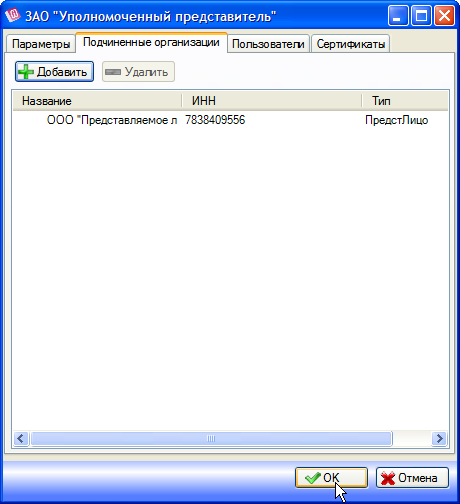 ЗАО "Уполномоченный представитель"
Параметры Подчиненные организации Пользователи Сертификаты
Добавить Удалить
Название ИНН Тип
ООО "Представляемое л 7838409556 ПредстЛицо
OK Отмена